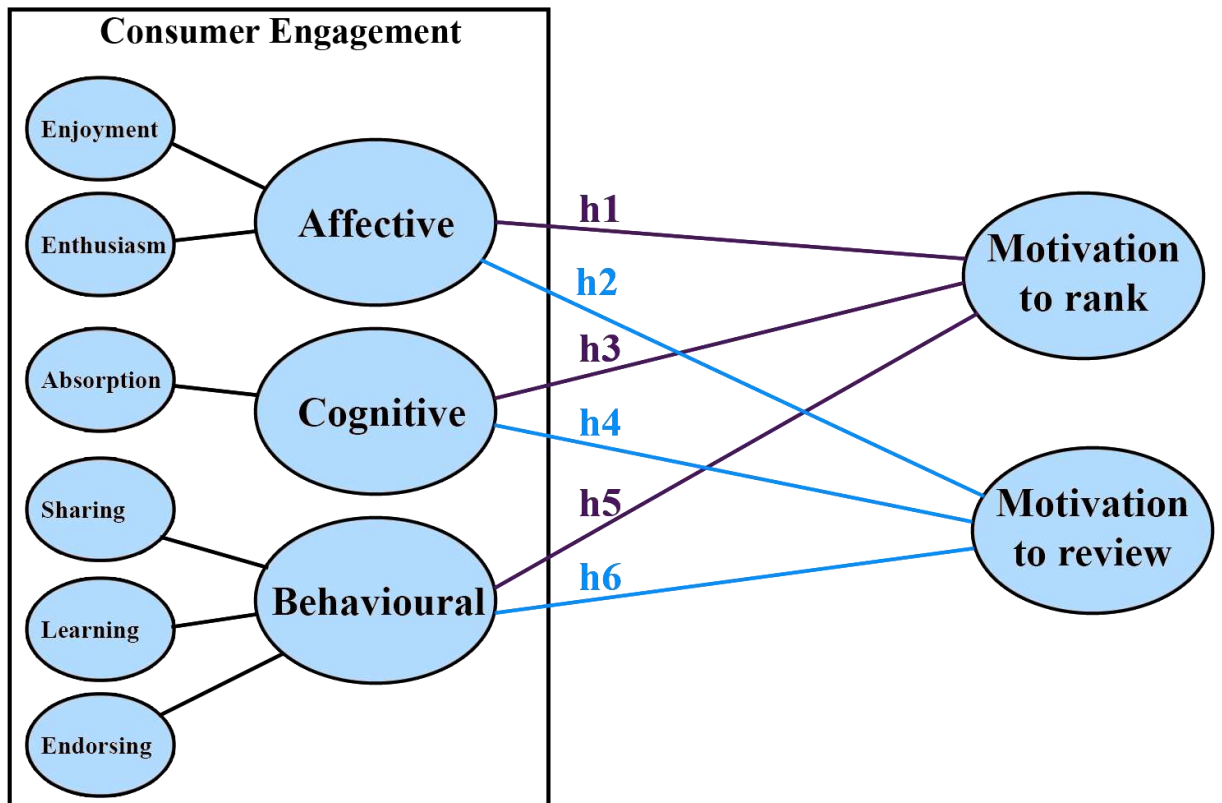 Consumer Engagement
Enjoyment
Enthusiasm
Absorption
Sharing
Learning
Endorsing
Affective
Cognitive
Behavioural
h1
h2
h3
h4
h5
h6
Motivation
to rank
Motivation
to review